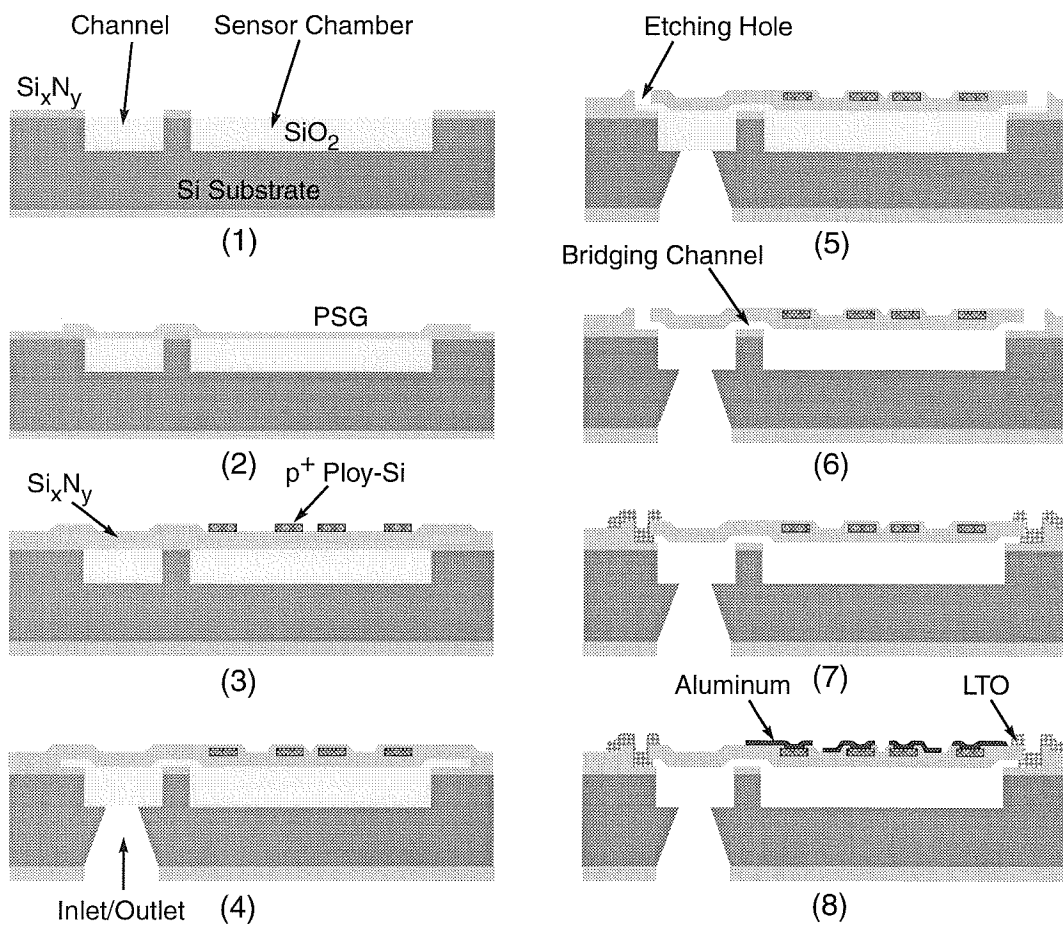 Channel
Sensor Chamber
SixNy
SiO2
Si Substrate
(1)
PSG
(2)
SixNy
p+ Ploy-Si
(3)
Inlet/Outlet
(4)
Etching Hole
(5)
Bridging Channel
(6)
(7)
Aluminum
LTO
(8)